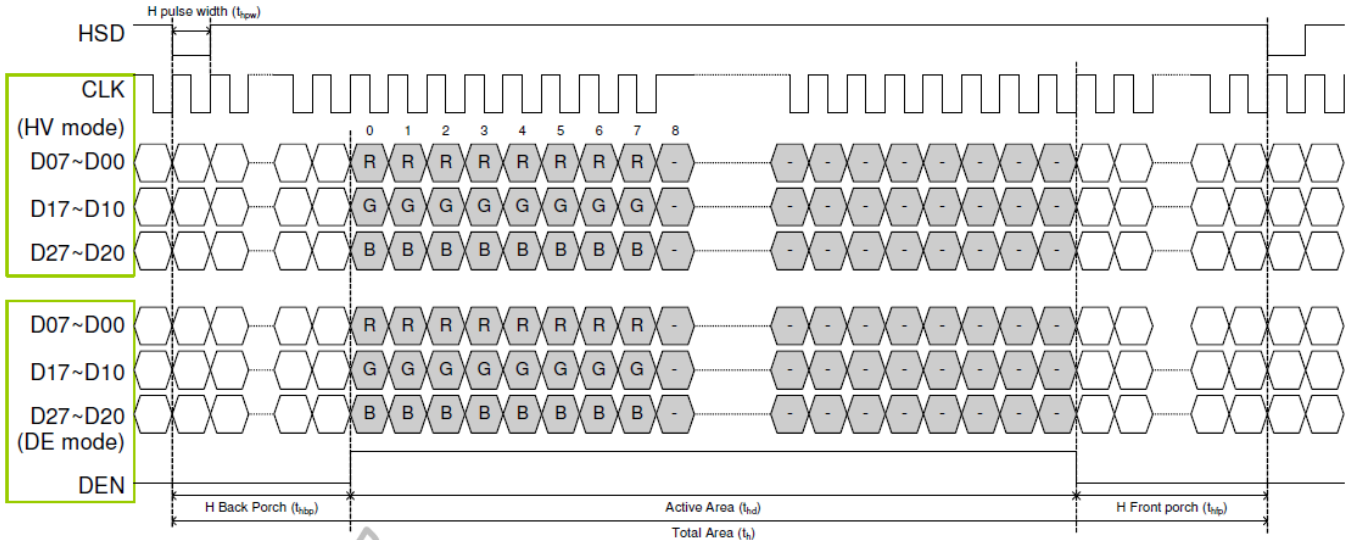 H pulse width (thpw)
HSD
CLK
(HV mode)
0 1 2 3 4 5 6 7 8
D07~D00 R R R R R R R R - - - - - - - - -
D17~D10 G G G G G G G G - - - - - - - - -
D27~D20 B B B B B B B B - - - - - - - - -
D07~D00 R R R R R R R R - - - - - - - - -
D17~D10 G G G G G G G G - - - - - - - - -
D27~D20 B B B B B B B B - - - - - - - - -
(DE mode)
DEN
H Back Porch (thbp) Active Area (thd) H Front porch (thfp)
Total Area (th)